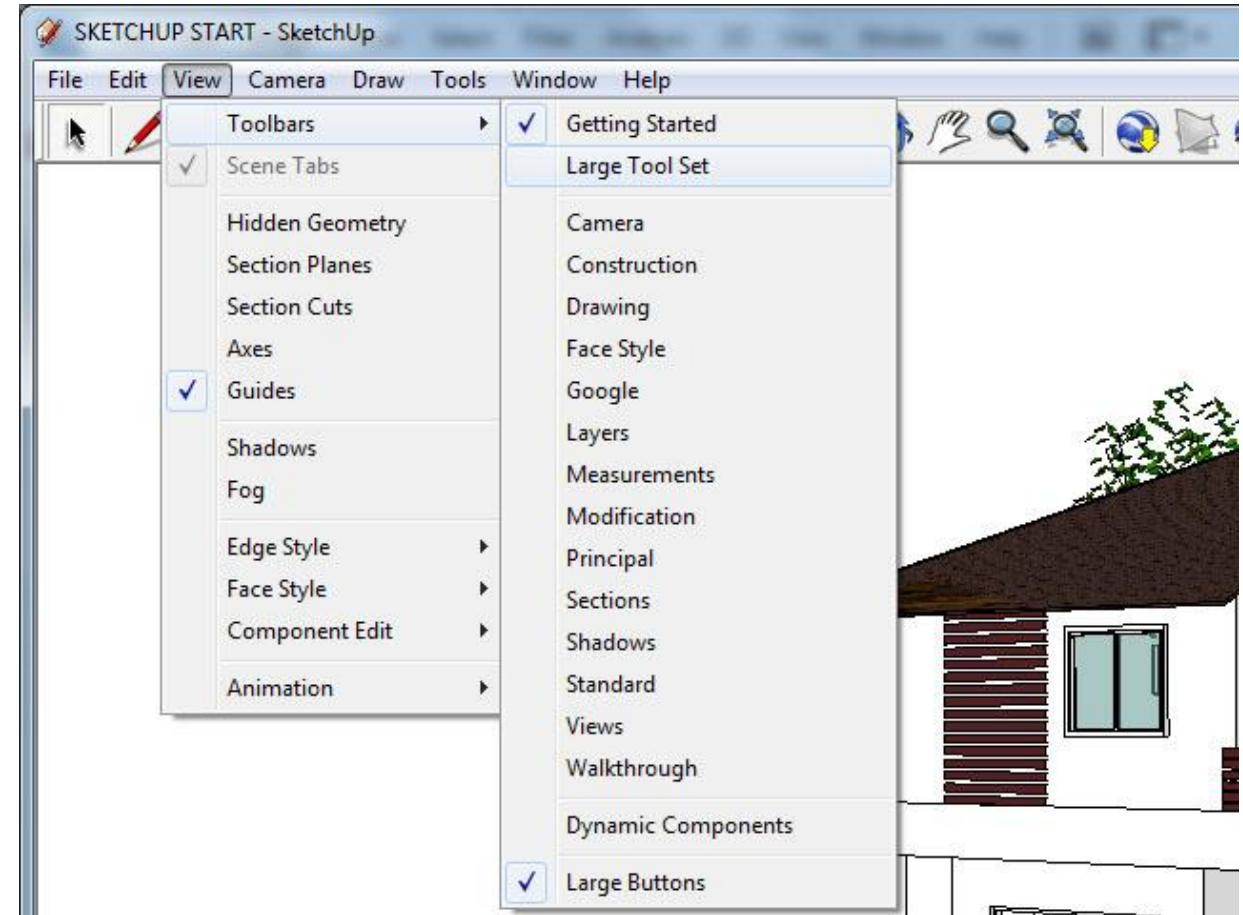 SKETCHUP START - SketchUp
File Edit View Camera Draw Tools Window Help
Toolbars
Scene Tabs
Hidden Geometry
Section Planes
Section Cuts
Axes
Guides
Shadows
Fog
Edge Style
Face Style
Component Edit
Animation
Getting Started
Large Tool Set
Camera
Construction
Drawing
Face Style
Google
Layers
Measurements
Modification
Principal
Sections
Shadows
Standard
Views
Walkthrough
Dynamic Components
Large Buttons